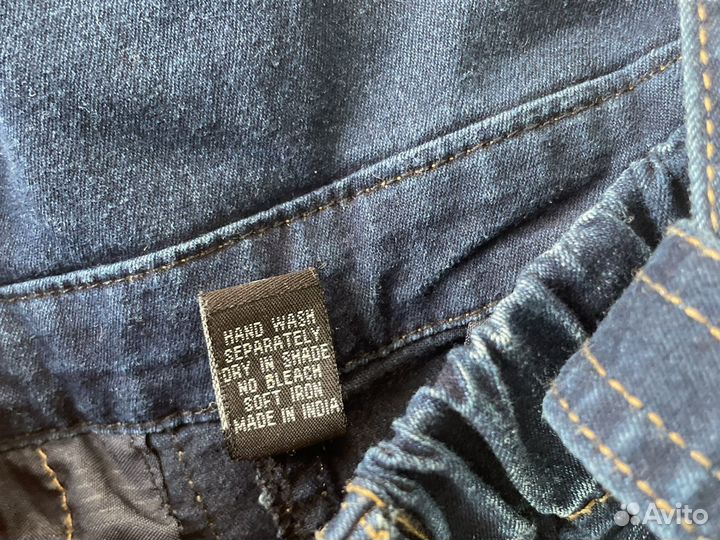 HAND WASH
SEPARATELY
DRY IN SHADE
NO BLEACH
SOFT IRON
MADE IN INDIA
Avito